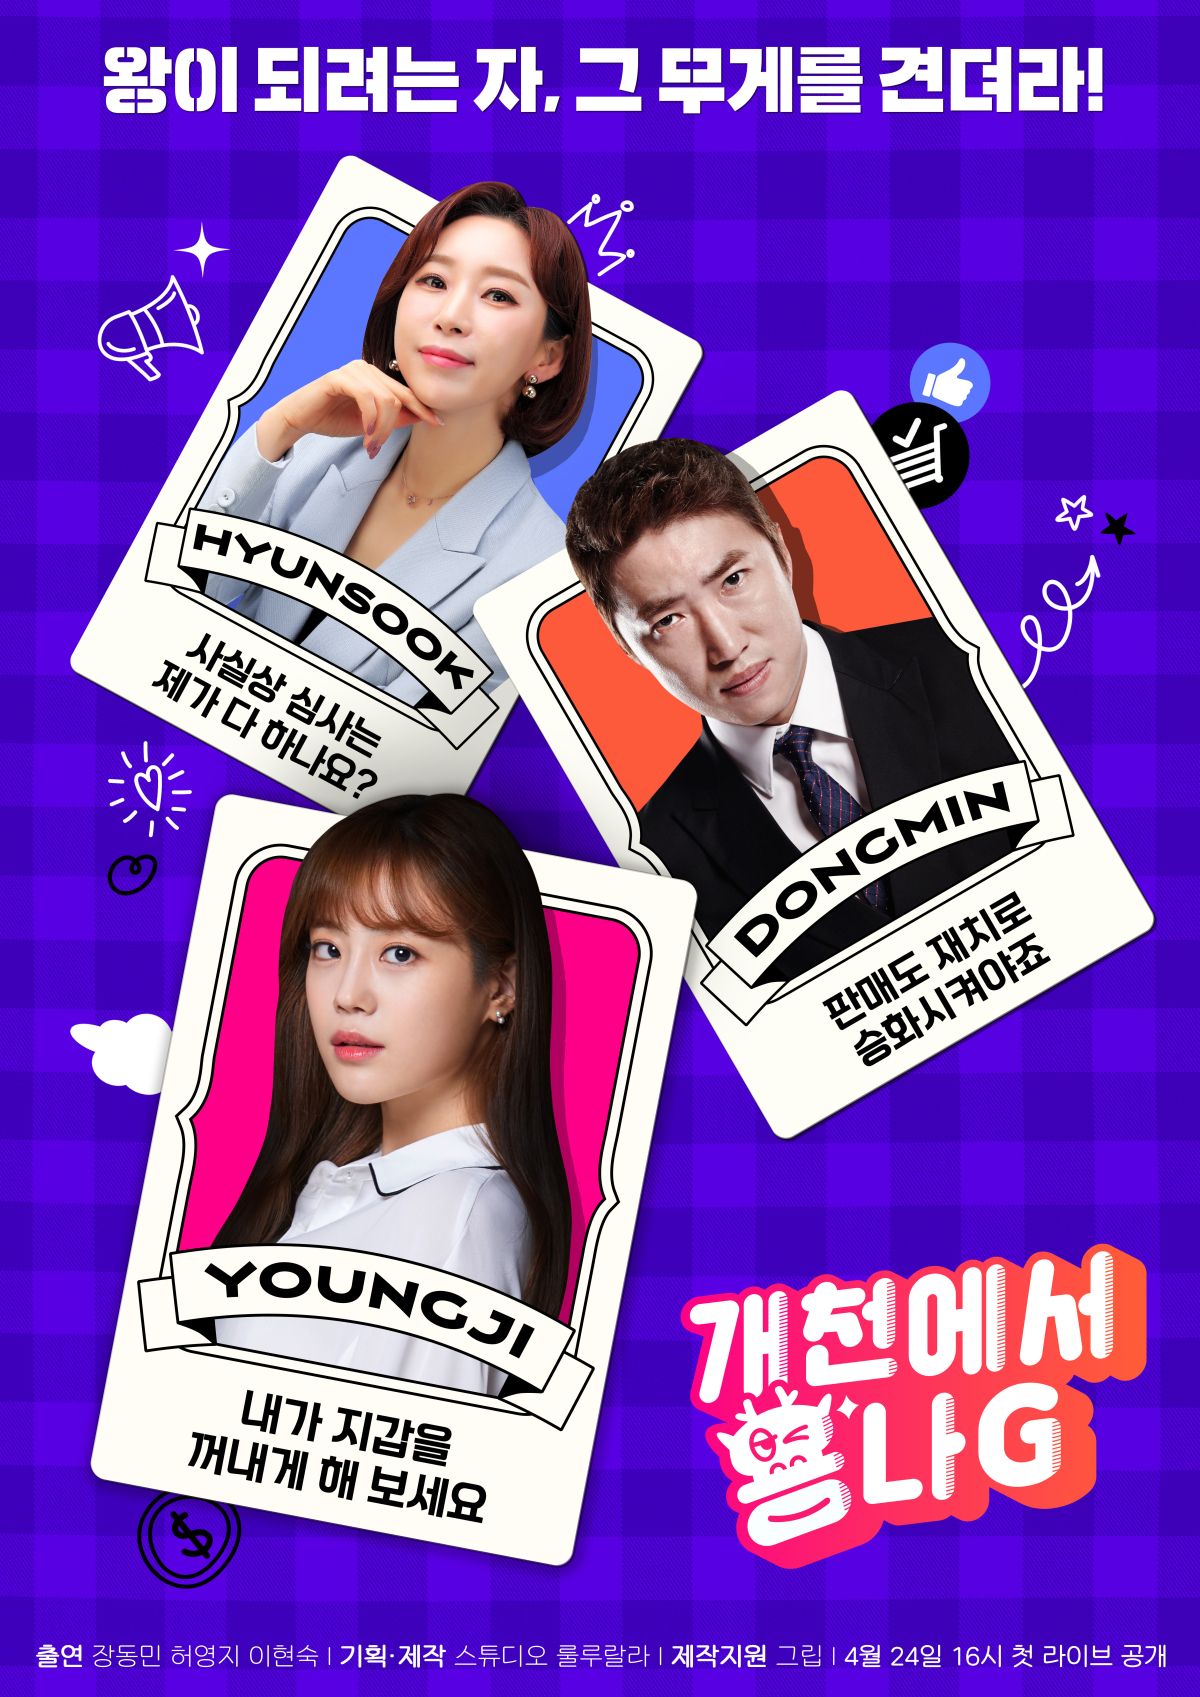 왕이 되려는 자, 그 무게를 견뎌라!
HYUNSOOK
사실상 심사는
제가 다 하나요?
DONGMIN
판매도 재치로
승화시켜야죠
YOUNGJI
내가 지갑을
꺼내게 해 보세요
$
개천에서
용나G
출연 장동민 허영지 이현숙 | 기획·제작 스튜디오 룰루랄라 | 제작지원 그립 | 4월 24일 16시 첫 라이브 공개